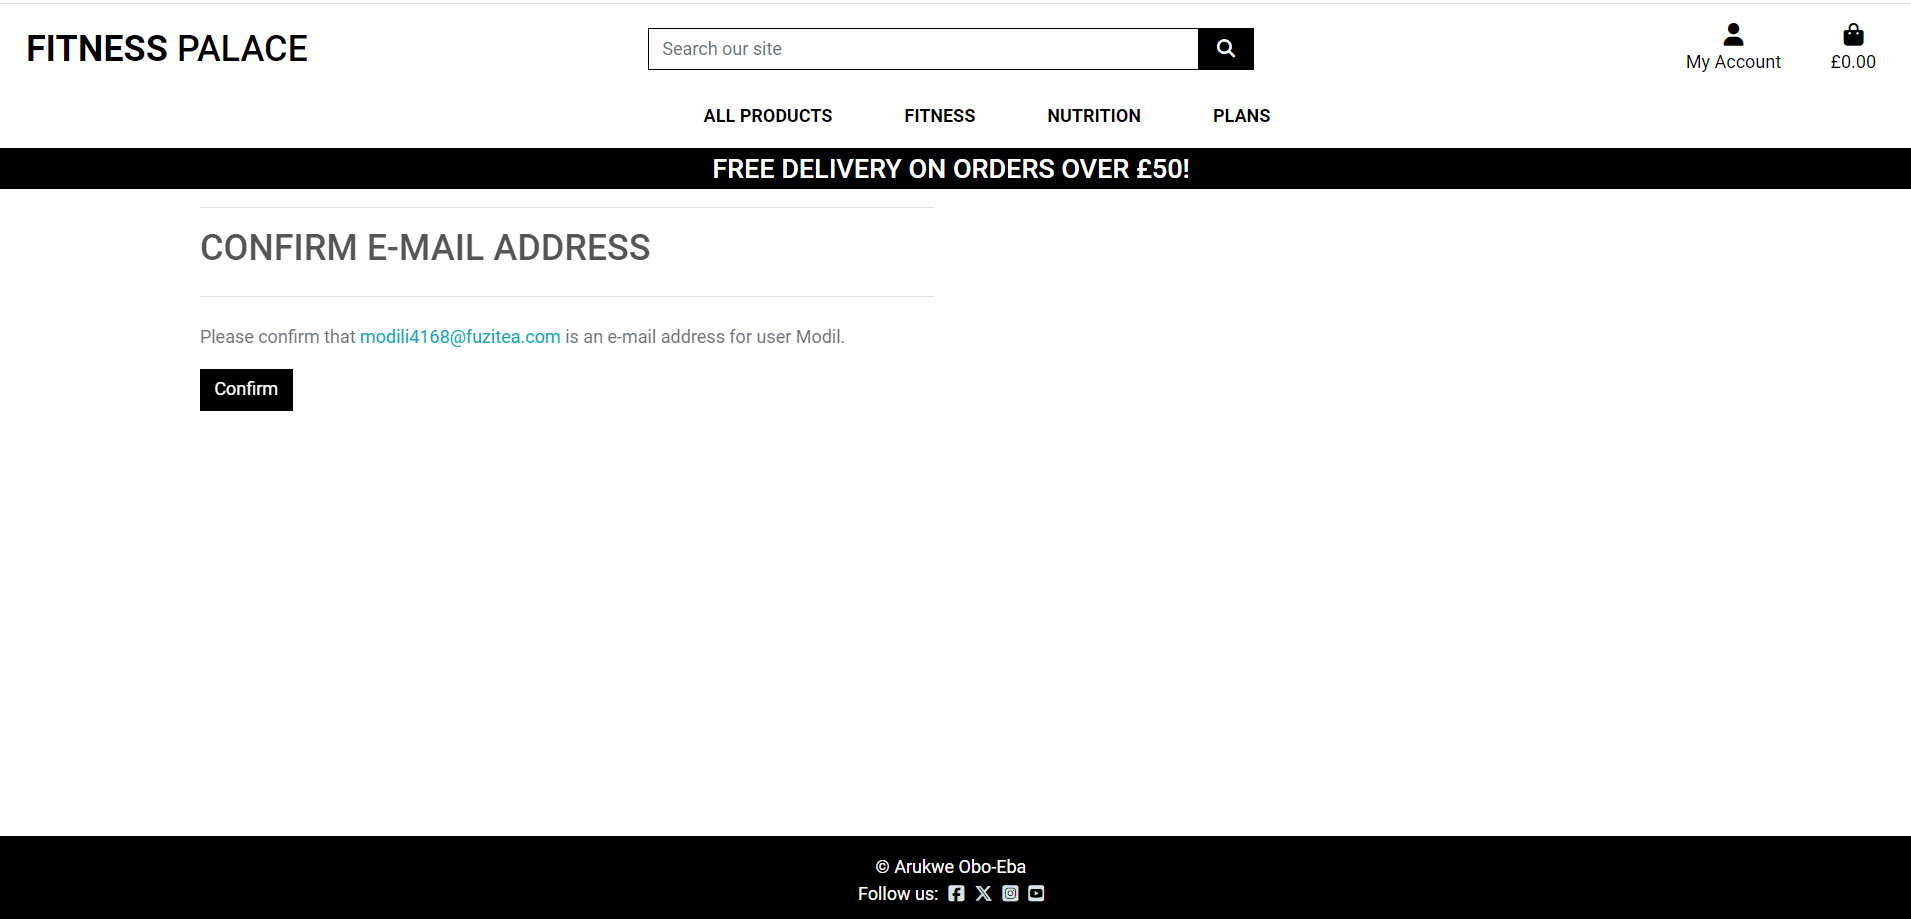 FITNESS PALACE
Search our site
My Account
£0.00
ALL PRODUCTS
FITNESS
NUTRITION
PLANS
FREE DELIVERY ON ORDERS OVER £50!
CONFIRM E-MAIL ADDRESS
Please confirm that modili4168@fuzitea.com is an e-mail address for user Modil.
Confirm
© Arukwe Obo-Eba
Follow us: